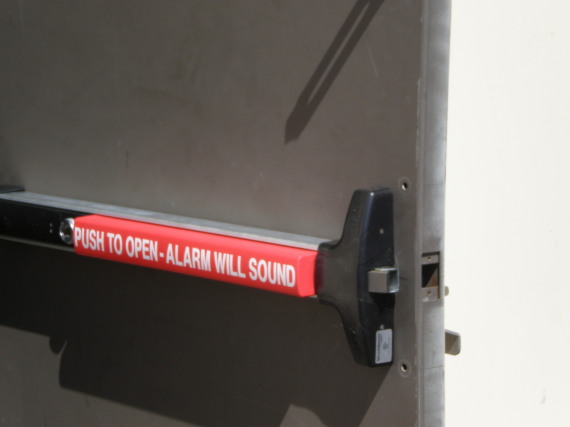 PUSH TO OPEN - ALARM WILL SOUND